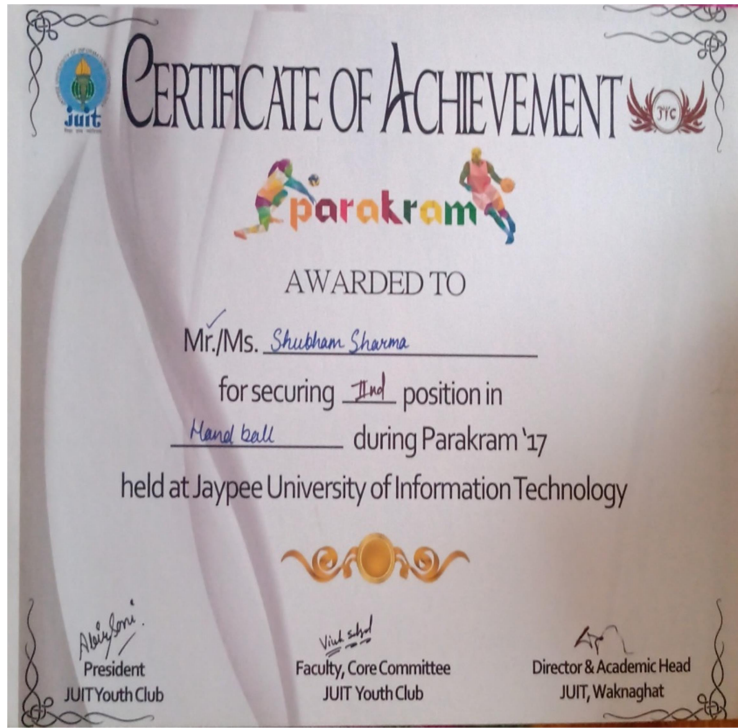 juit
CERTIFICATE OF ACHIEVEMENT
JYC
parakram
AWARDED TO
Mr./Ms. Shubham Sharma
for securing IInd position in
Hand ball during Parakram '17
held at Jaypee University of Information Technology
President
JUIT Youth Club
Faculty, Core Committee
JUIT Youth Club
Director & Academic Head
JUIT, Waknaghat